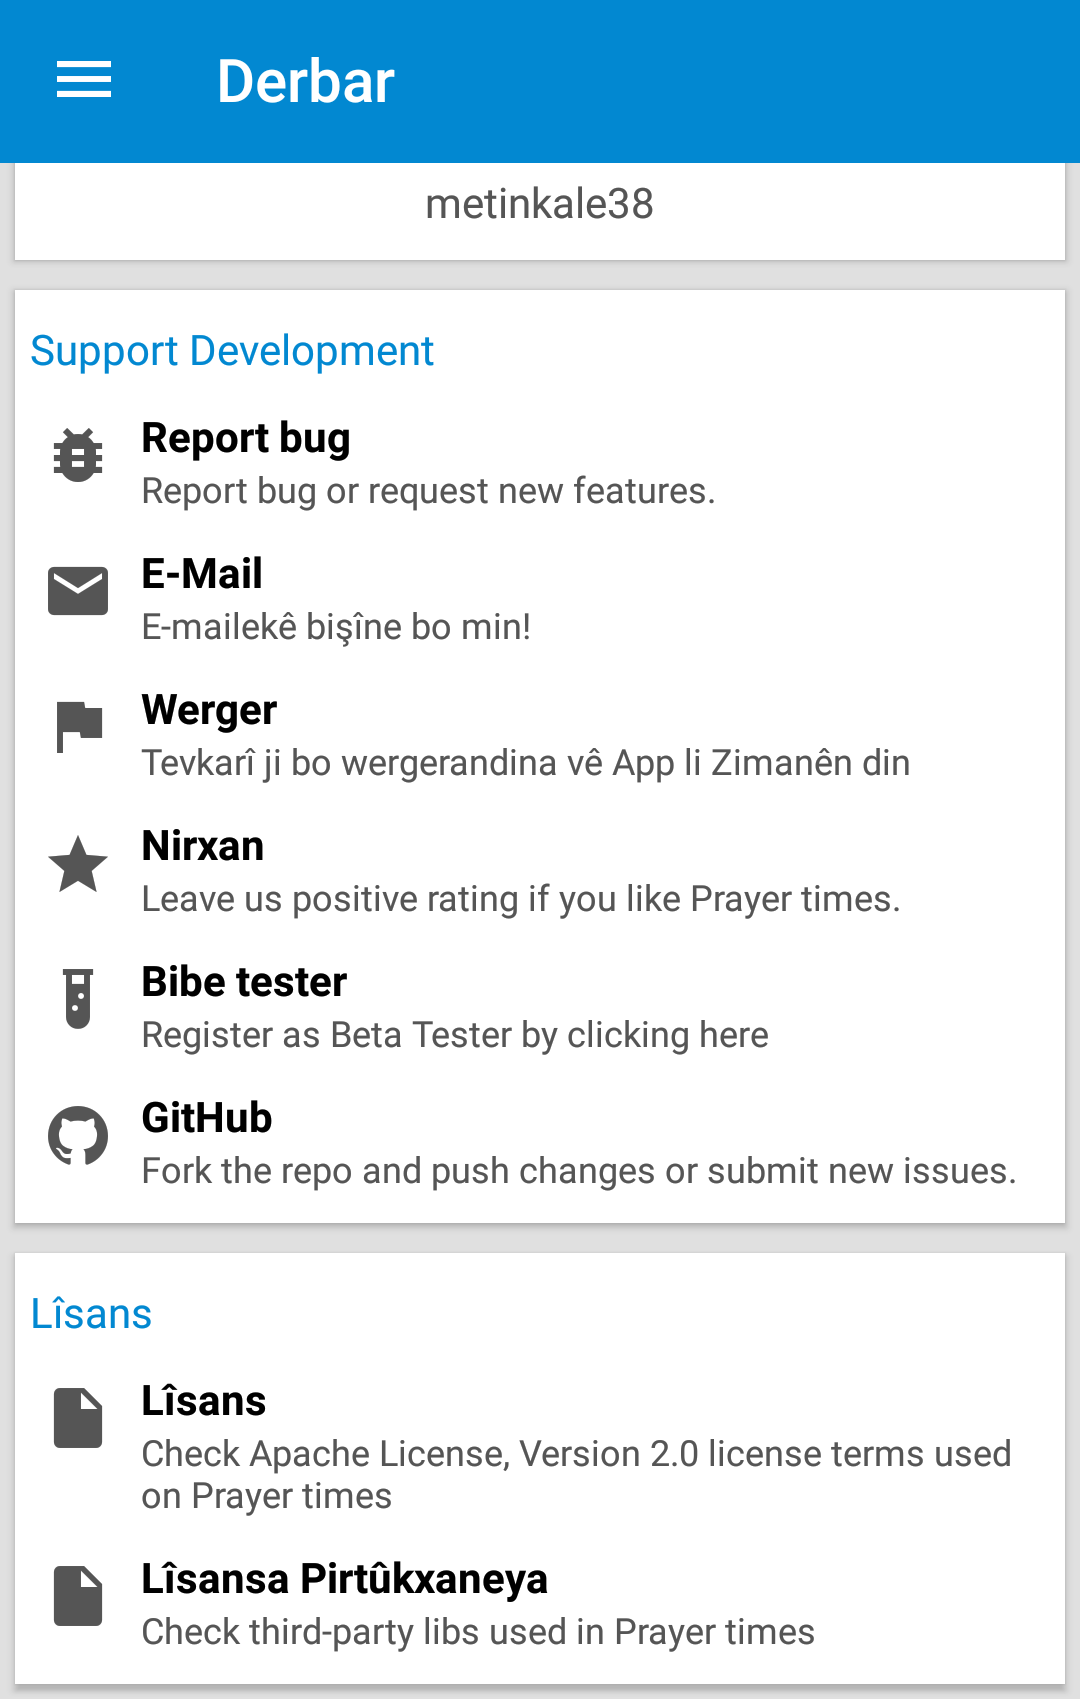 Derbar
metinkale38
Support Development
Report bug
Report bug or request new features.
E-Mail
E-mailekê bişîne bo min!
Werger
Tevkarî ji bo wergerandina vê App li Zimanên din
Nirxan
Leave us positive rating if you like Prayer times.
Bibe tester
Register as Beta Tester by clicking here
GitHub
Fork the repo and push changes or submit new issues.
Lîsans
Lîsans
Check Apache License, Version 2.0 license terms used
on Prayer times
Lîsansa Pirtûkxaneya
Check third-party libs used in Prayer times